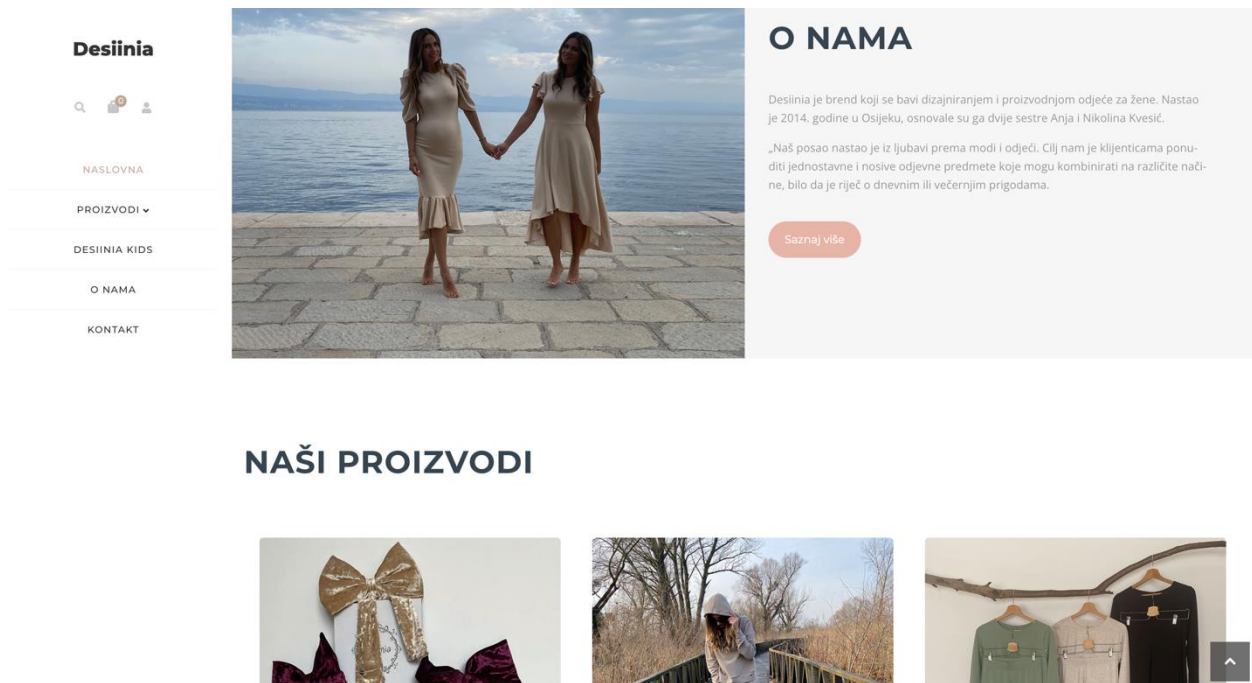 Desiinia
0
NASLOVNA
PROIZVODI
DESIINIA KIDS
O NAMA
KONTAKT
O NAMA
Desiinia je brend koji se bavi dizajniranjem i proizvodnjom odjeće za žene. Nastao
je 2014. godine u Osijeku, osnovale su ga dvije sestre Anja i Nikolina Kvesić.
„Naš posao nastao je iz ljubavi prema modi i odjeći. Cilj nam je klijenticama ponu-
diti jednostavne i nosive odjevne predmete koje mogu kombinirati na različite nači-
ne, bilo da je riječ o dnevnim ili večernjim prigodama.
Saznaj više
NAŠI PROIZVODI